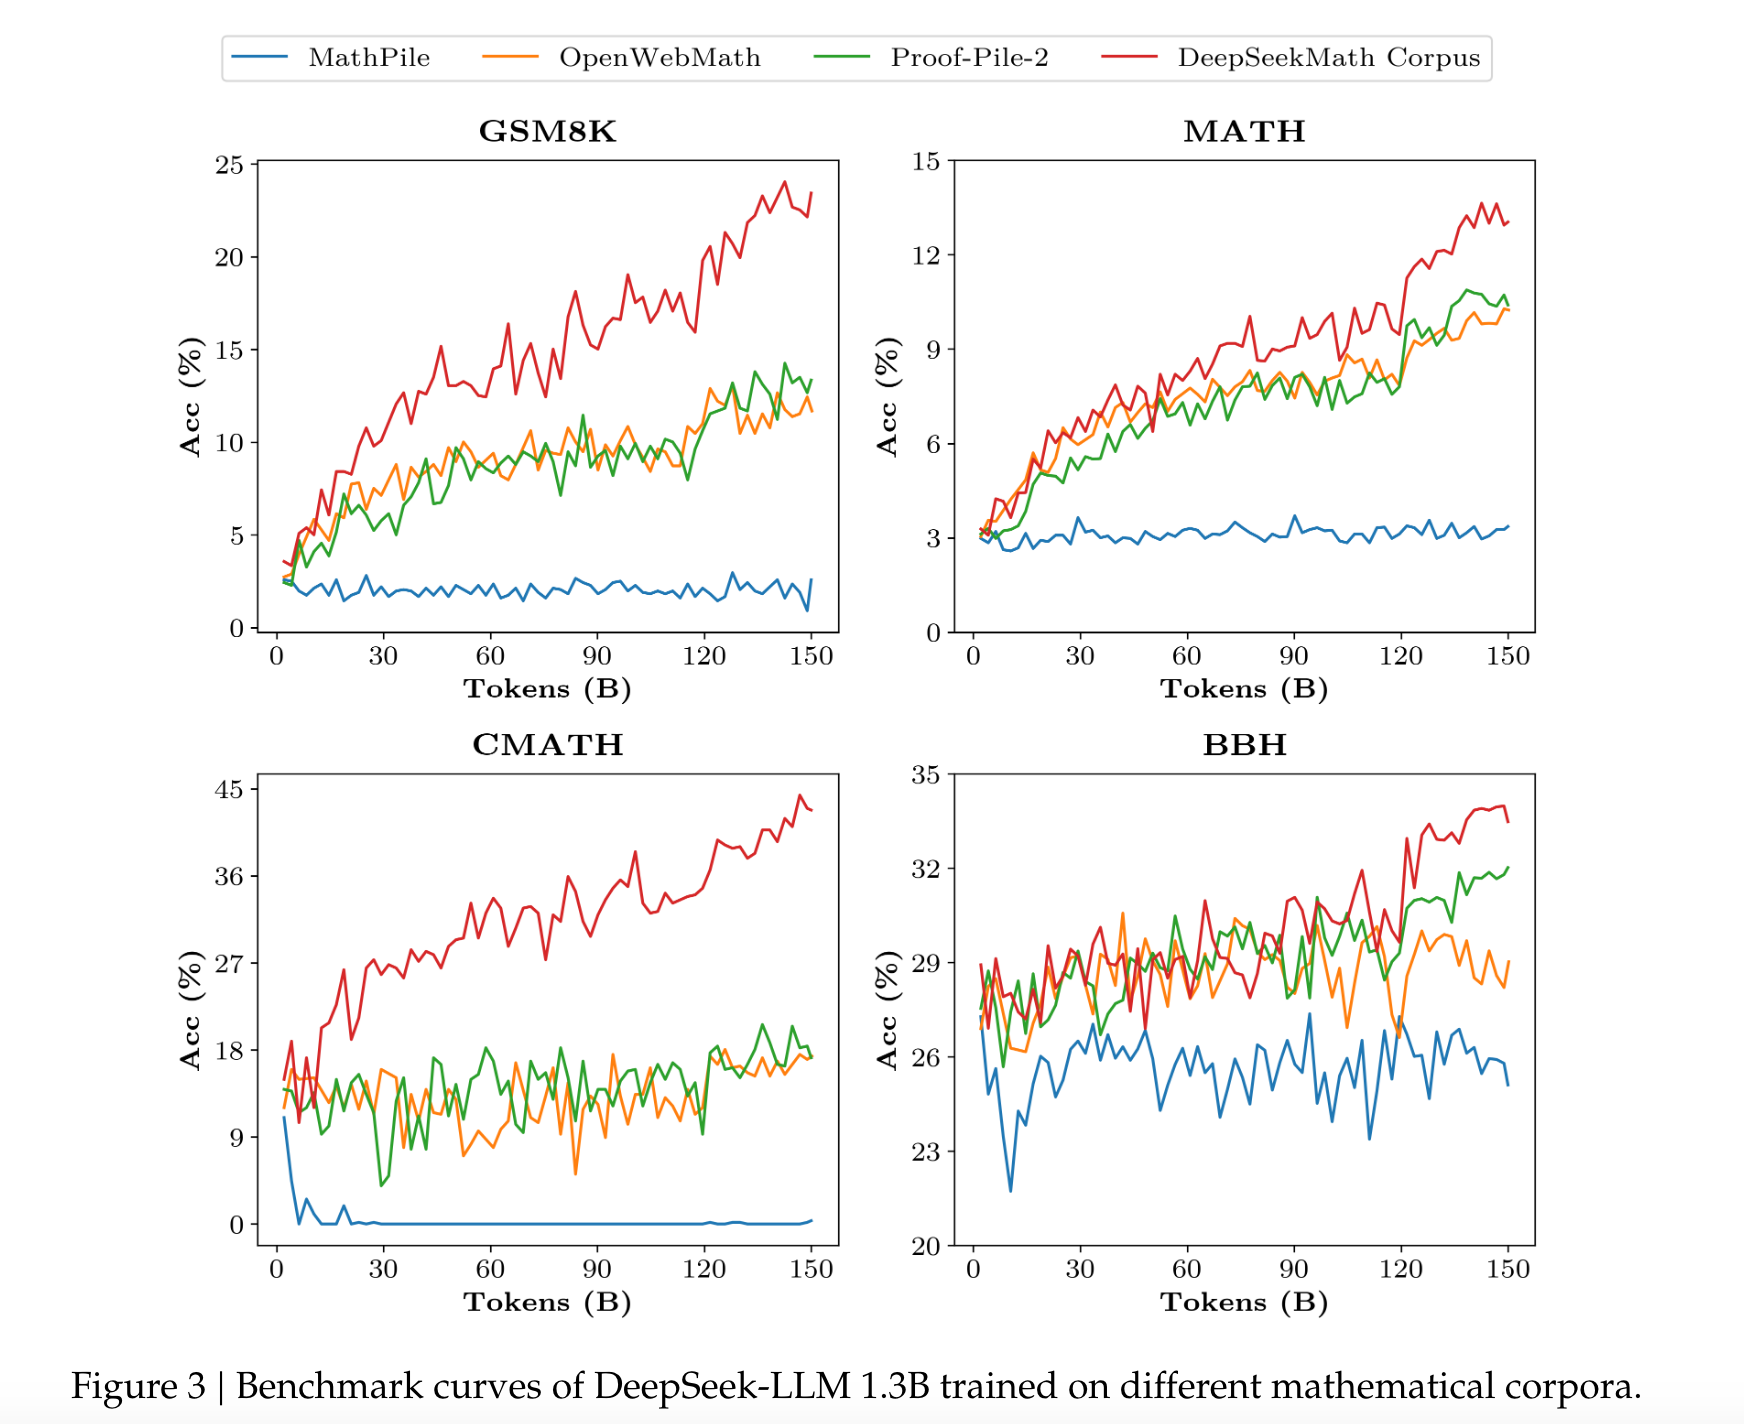 MathPile OpenWebMath Proof-Pile-2 DeepSeekMath Corpus
GSM8K
25
20
15
10
5
0
Acc (%)
0 30 60 90 120 150
Tokens (B)
MATH
15
12
9
6
3
0
Acc (%)
0 30 60 90 120 150
Tokens (B)
CMATH
45
36
27
18
9
0
Acc (%)
0 30 60 90 120 150
Tokens (B)
BBH
35
32
29
26
23
20
Acc (%)
0 30 60 90 120 150
Tokens (B)
Figure 3 | Benchmark curves of DeepSeek-LLM 1.3B trained on different mathematical corpora.